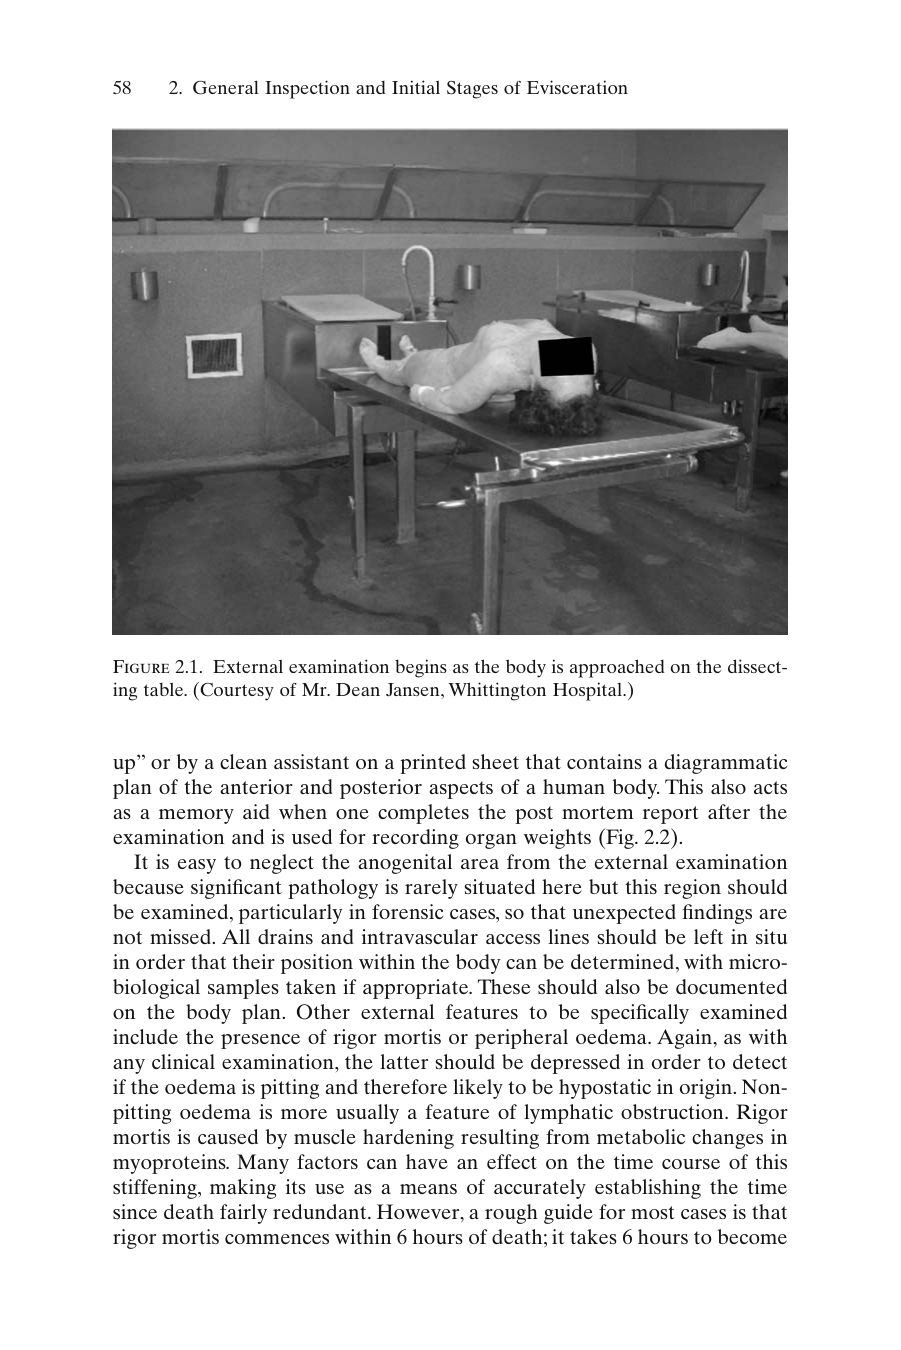 58 2. General Inspection and Initial Stages of Evisceration
FIGURE 2.1. External examination begins as the body is approached on the dissect-
ing table. (Courtesy of Mr. Dean Jansen, Whittington Hospital.)
up” or by a clean assistant on a printed sheet that contains a diagrammatic
plan of the anterior and posterior aspects of a human body. This also acts
as a memory aid when one completes the post mortem report after the
examination and is used for recording organ weights (Fig. 2.2).
It is easy to neglect the anogenital area from the external examination
because significant pathology is rarely situated here but this region should
be examined, particularly in forensic cases, so that unexpected findings are
not missed. All drains and intravascular access lines should be left in situ
in order that their position within the body can be determined, with micro-
biological samples taken if appropriate. These should also be documented
on the body plan. Other external features to be specifically examined
include the presence of rigor mortis or peripheral oedema. Again, as with
any clinical examination, the latter should be depressed in order to detect
if the oedema is pitting and therefore likely to be hypostatic in origin. Non-
pitting oedema is more usually a feature of lymphatic obstruction. Rigor
mortis is caused by muscle hardening resulting from metabolic changes in
myoproteins. Many factors can have an effect on the time course of this
stiffening, making its use as a means of accurately establishing the time
since death fairly redundant. However, a rough guide for most cases is that
rigor mortis commences within 6 hours of death; it takes 6 hours to become